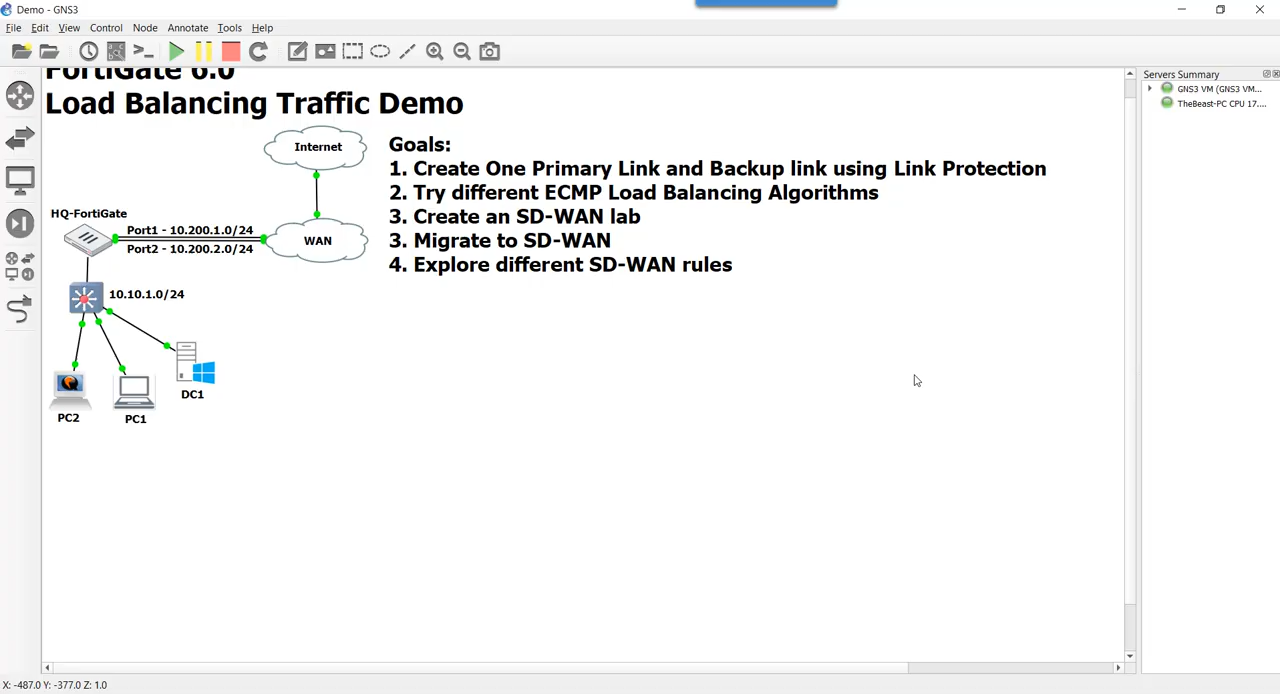 Demo - GNS3
File Edit View Control Node Annotate Tools Help
FortiGate 6.0
Load Balancing Traffic Demo
Internet
Goals:
1. Create One Primary Link and Backup link using Link Protection
2. Try different ECMP Load Balancing Algorithms
3. Create an SD-WAN lab
3. Migrate to SD-WAN
4. Explore different SD-WAN rules
HQ-FortiGate
Port1 - 10.200.1.0/24
Port2 - 10.200.2.0/24
WAN
10.10.1.0/24
PC2
PC1
DC1
Servers Summary
GNS3 VM (GNS3 VM...
TheBeast-PC CPU 17....
X: -487.0 Y: -377.0 Z: 1.0